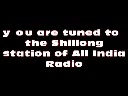 y ou are tuned to
the Shillong
station of All India
Radio